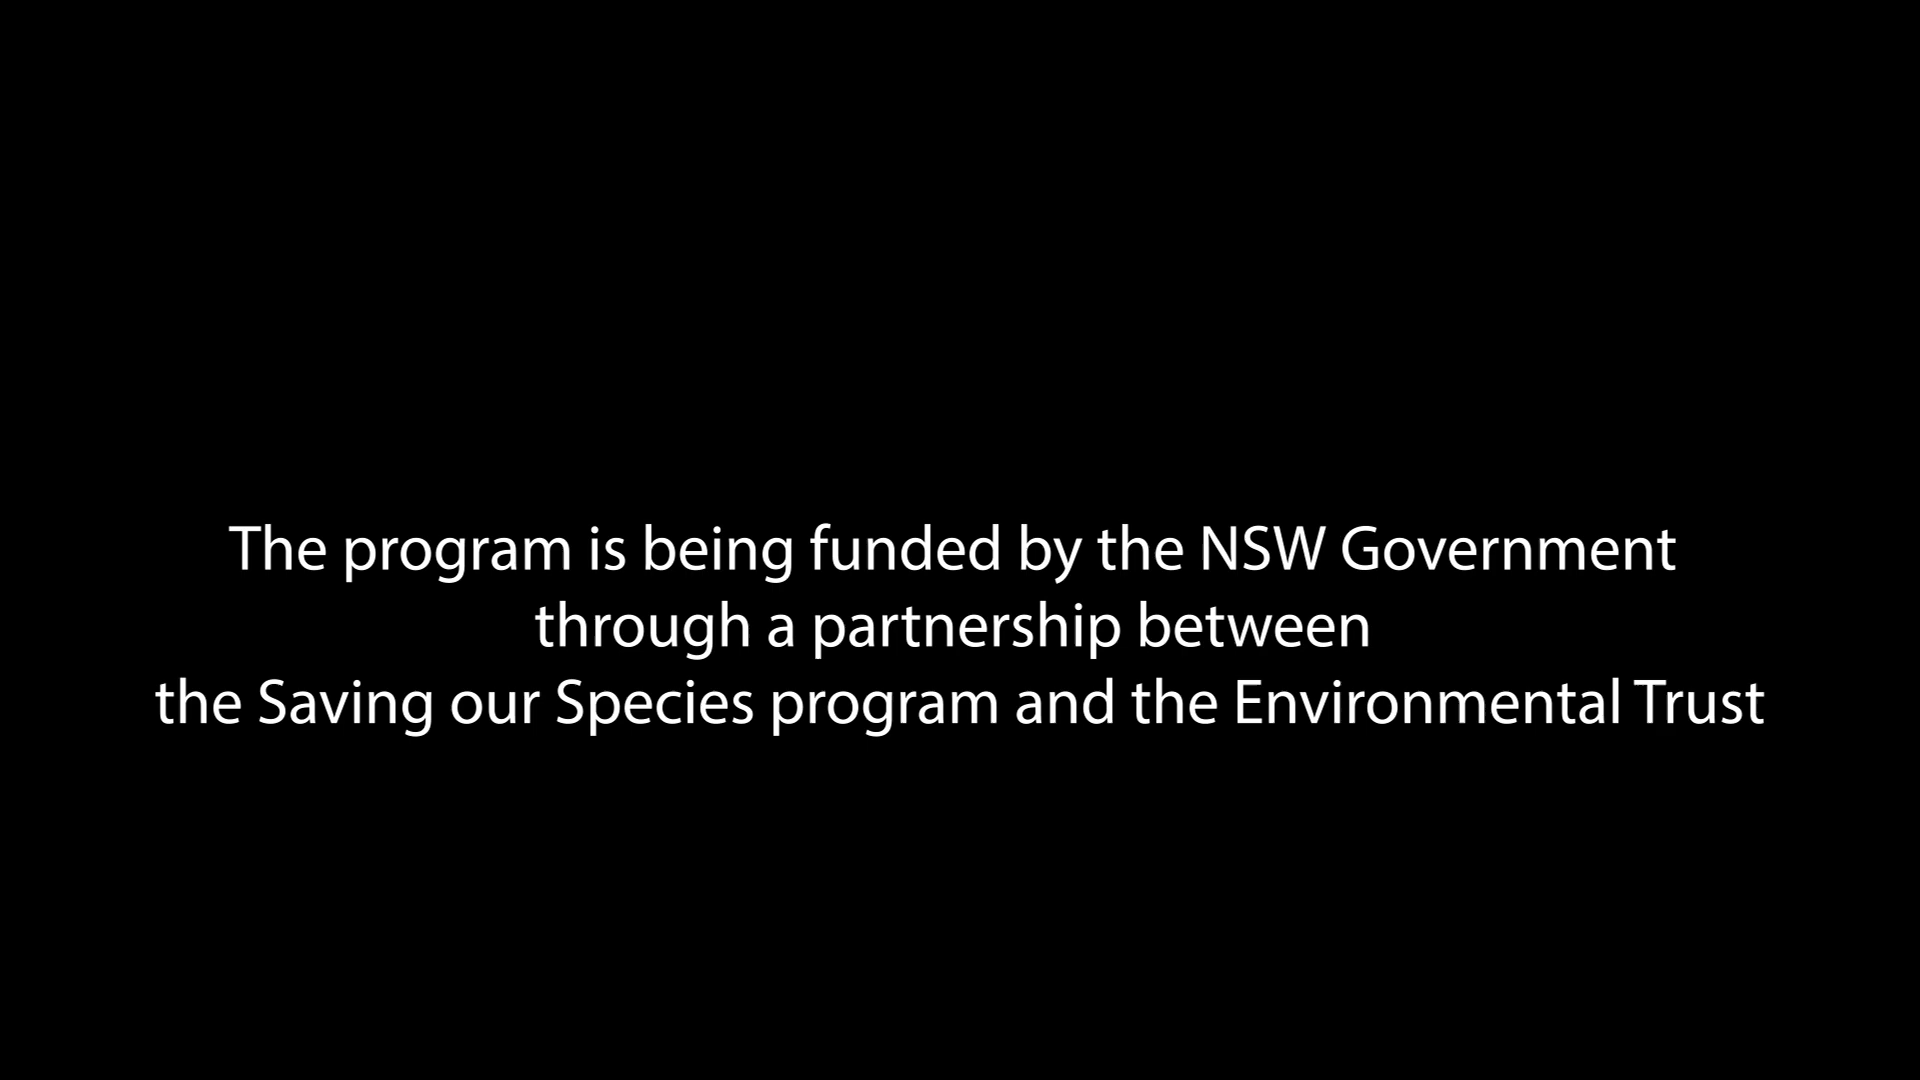 The program is being funded by the NSW Government
through a partnership between
the Saving our Species program and the Environmental Trust